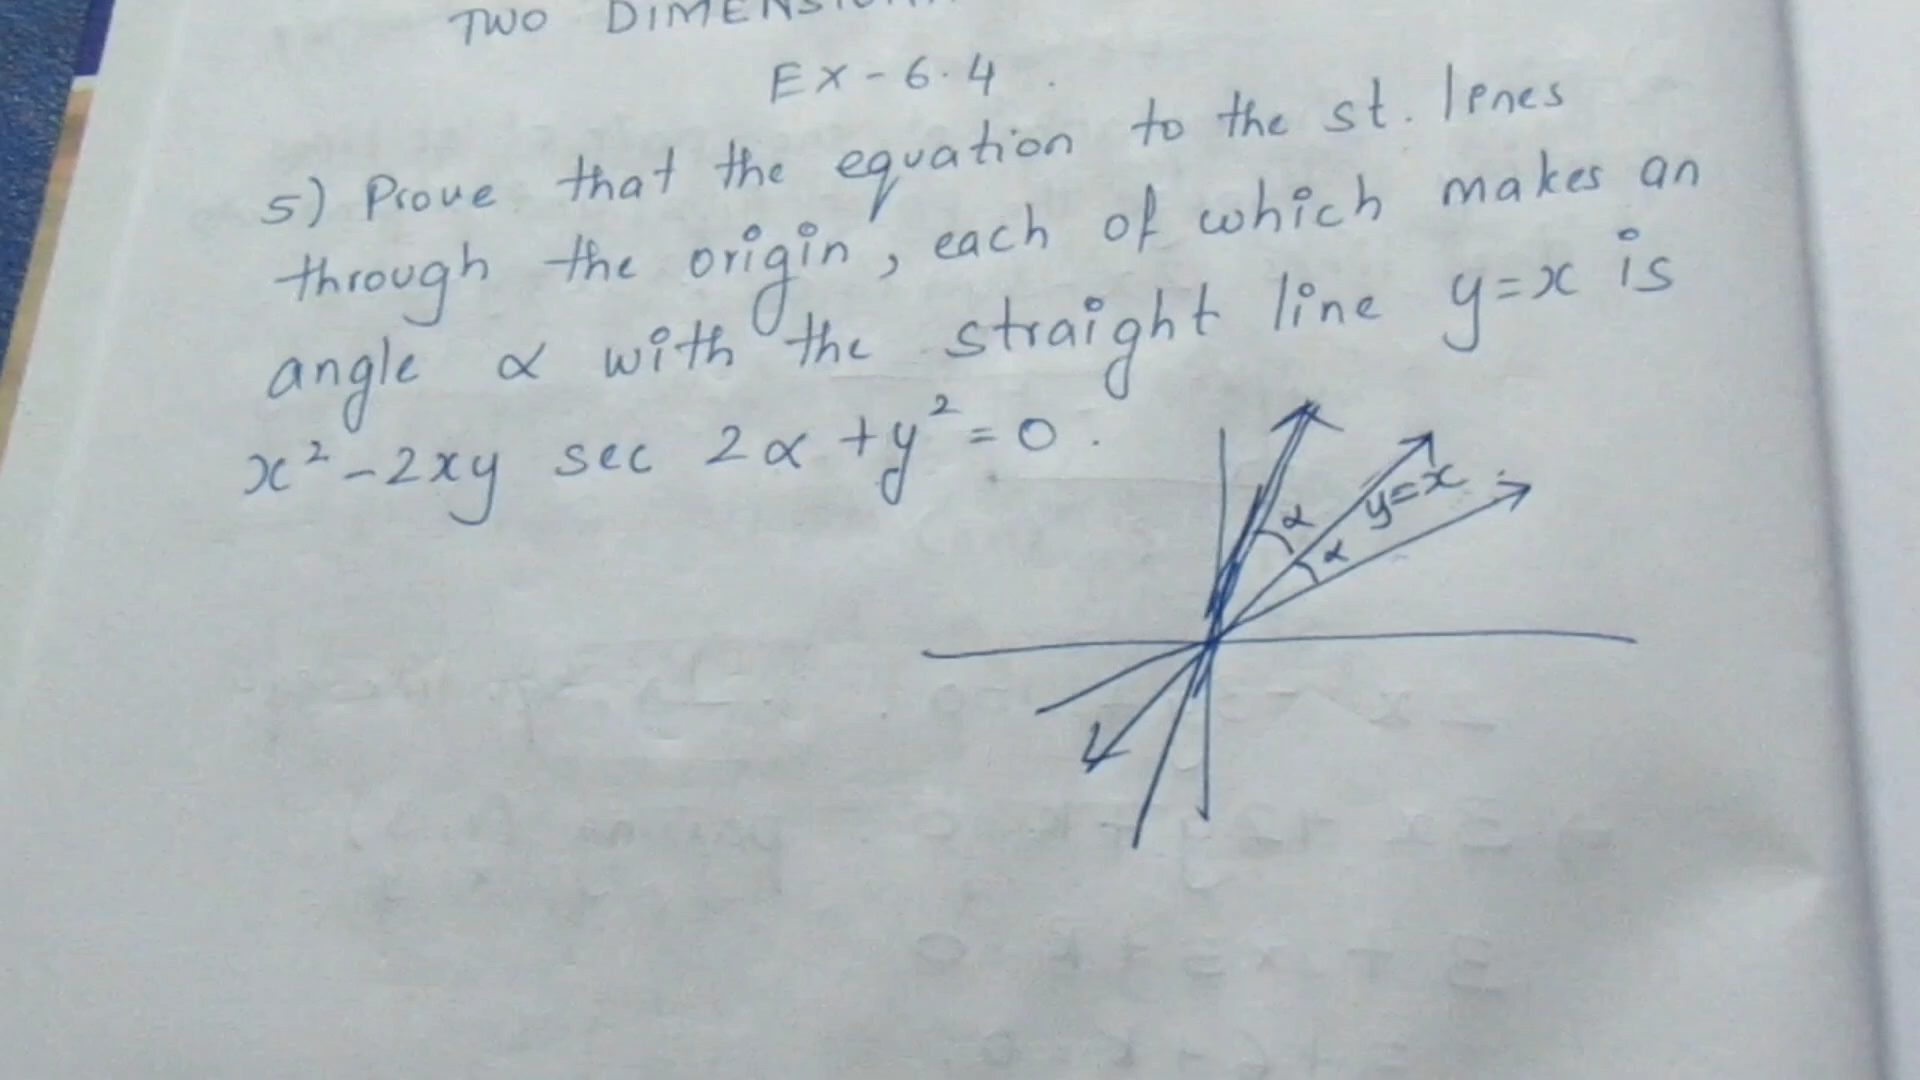 TWO
EX-6.4
5) Prove that the equation to the st. lines
through the origin, each of which makes an
angle α with the straight line y=x is
x²-2xy sec 2α+y²=0.
α
y=x
α